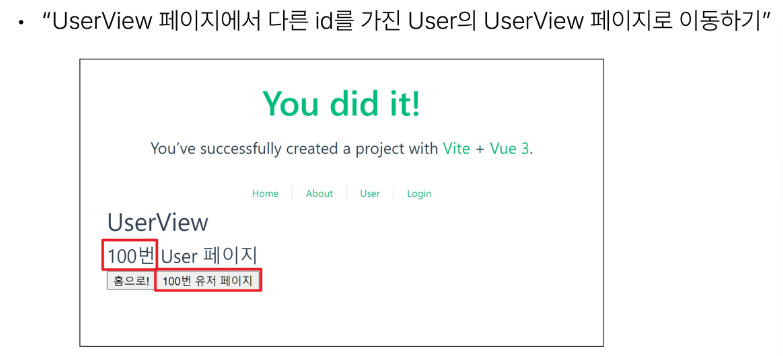 • “UserView 페이지에서 다른 id를 가진 User의 UserView 페이지로 이동하기”
You did it!
You’ve successfully created a project with Vite + Vue 3.
Home About User Login
UserView
100번 User 페이지
홈으로! 100번 유저 페이지